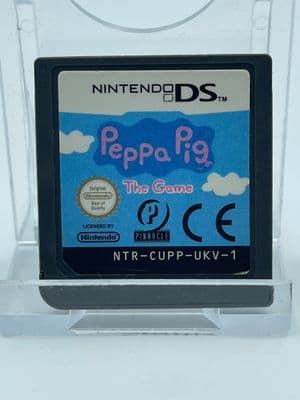 NINTENDO DS™
Peppa Pig
The Game
Original
Nintendo
Seal of
Quality
LICENSED BY
Nintendo
P
PINNACLE
CE
NTR-CUPP-UKV-1